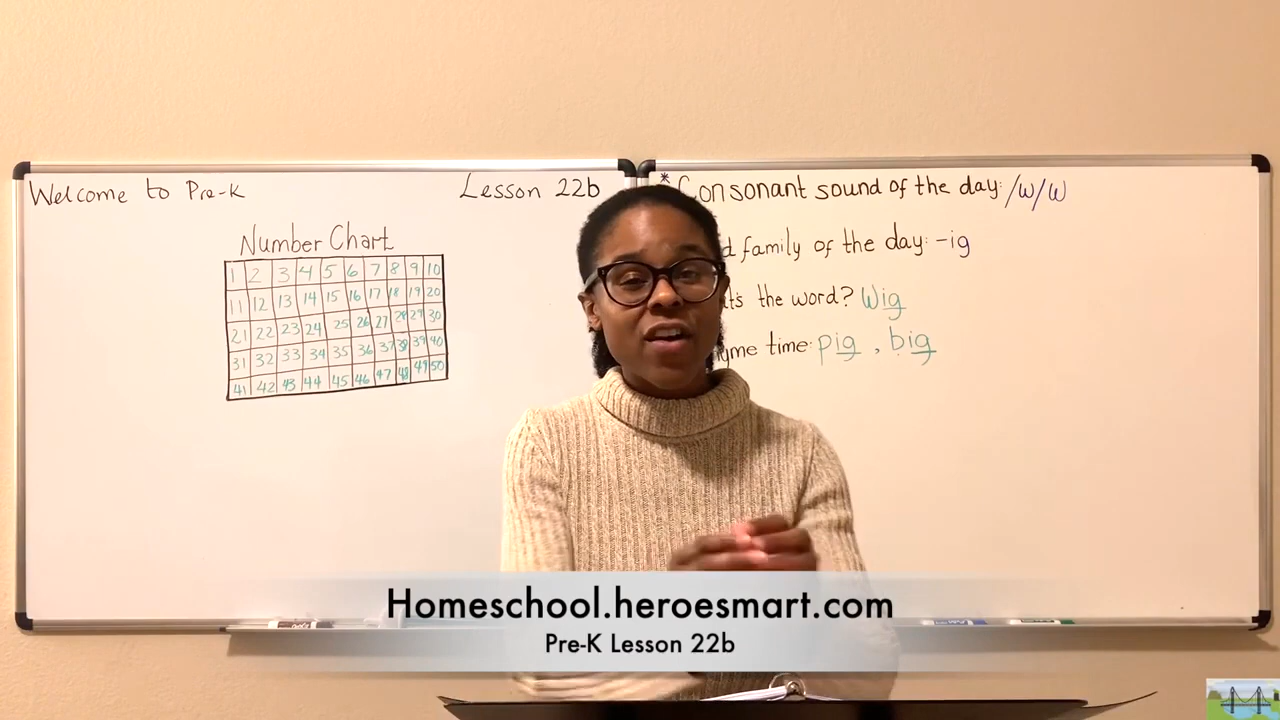 Welcome to Pre-K
Lesson 22b
Number Chart
1 2 3 4 5 6 7 8 9 10
11 12 13 14 15 16 17 18 19 20
21 22 23 24 25 26 27 28 29 30
31 32 33 34 35 36 37 38 39 40
41 42 43 44 45 46 47 48 49 50
* Consonant sound of the day: /w/w
family of the day: -ig
the word? Wig
time: pig, big
Homeschool.heroesmart.com
Pre-K Lesson 22b